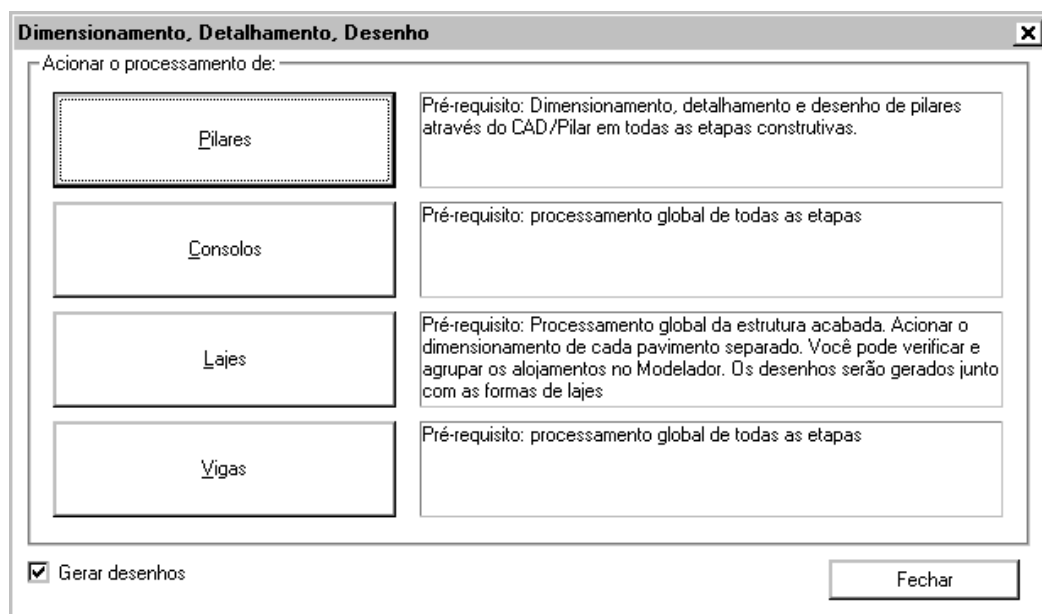 Dimensionamento, Detalhamento, Desenho
Acionar o processamento de:
Pilares
Pré-requisito: Dimensionamento, detalhamento e desenho de pilares
através do CAD/Pilar em todas as etapas construtivas.
Consolos
Pré-requisito: processamento global de todas as etapas
Lajes
Pré-requisito: Processamento global da estrutura acabada. Acionar o
dimensionamento de cada pavimento separado. Você pode verificar e
agrupar os alojamentos no Modelador. Os desenhos serão gerados junto
com as formas de lajes
Vigas
Pré-requisito: processamento global de todas as etapas
Gerar desenhos
Fechar